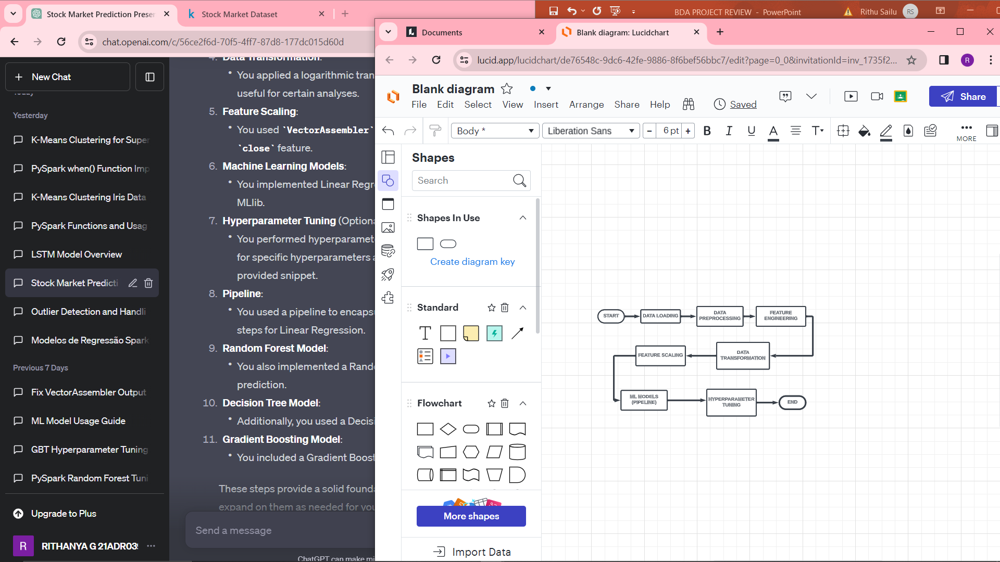 Stock Market Prediction Preser
Stock Market Dataset
BDA PROJECT REVIEW - PowerPoint
Rithu Sailu
RS
chat.openai.com/c/56ce2f6d-70f5-4ff7-87d8-177dc015d60d
Documents
Blank diagram: Lucidchart
lucid.app/lucidchart/de76548c-9dc6-42fe-9886-8f6bef56bbc7/edit?page=0_0&invitationId=inv_1735f2...
R
New Chat
Today
Yesterday
K-Means Clustering for Super
PySpark when() Function Imp
K-Means Clustering Iris Data
PySpark Functions and Usag
LSTM Model Overview
Stock Market Predicti
Outlier Detection and Handli
Modelos de Regressão Spark
Previous 7 Days
Fix VectorAssembler Output
ML Model Usage Guide
GBT Hyperparameter Tuning
PySpark Random Forest Tuni
Upgrade to Plus
R
RITHANYA G 21ADR039
4. Data Transformation:
• You applied a logarithmic tran
useful for certain analyses.
5. Feature Scaling:
• You used `VectorAssembler`
`close` feature.
6. Machine Learning Models:
• You implemented Linear Regr
MLlib.
7. Hyperparameter Tuning (Optiona
• You performed hyperparamet
for specific hyperparameters a
provided snippet.
8. Pipeline:
• You used a pipeline to encaps
steps for Linear Regression.
9. Random Forest Model:
• You also implemented a Rando
prediction.
10. Decision Tree Model:
• Additionally, you used a Decisi
11. Gradient Boosting Model:
• You included a Gradient Boost
These steps provide a solid founda
expand on them as needed for you
Send a message
ChatGPT can make mi
Blank diagram
File Edit Select View Insert Arrange Share Help
Saved
Share
Body *
Liberation Sans
- 6 pt +
B I U A T
MORE
Shapes
Search
Shapes In Use
Create diagram key
Standard
T
Flowchart
More shapes
Import Data
START
DATA LOADING
DATA
PREPROCESSING
FEATURE
ENGINEERING
FEATURE SCALING
DATA
TRANSFORMATION
ML MODELS
(PIPELINE)
HYPERPARAMETER
TUNING
END